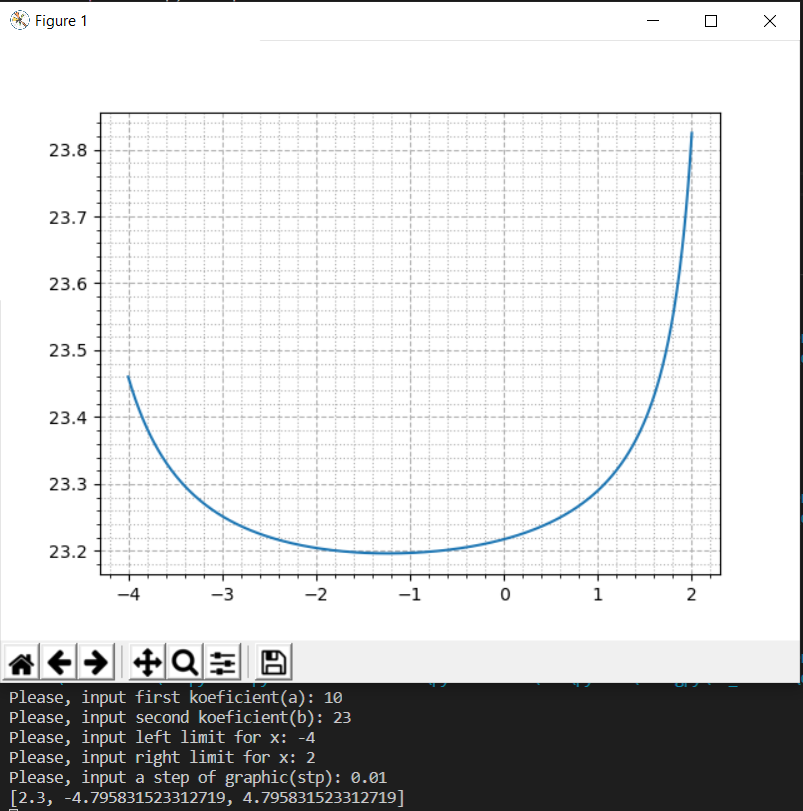 Figure 1
23.8
23.7
23.6
23.5
23.4
23.3
23.2
−4 −3 −2 −1 0 1 2
Please, input first koeficient(a): 10
Please, input second koeficient(b): 23
Please, input left limit for x: -4
Please, input right limit for x: 2
Please, input a step of graphic(stp): 0.01
[2.3, -4.795831523312719, 4.795831523312719]